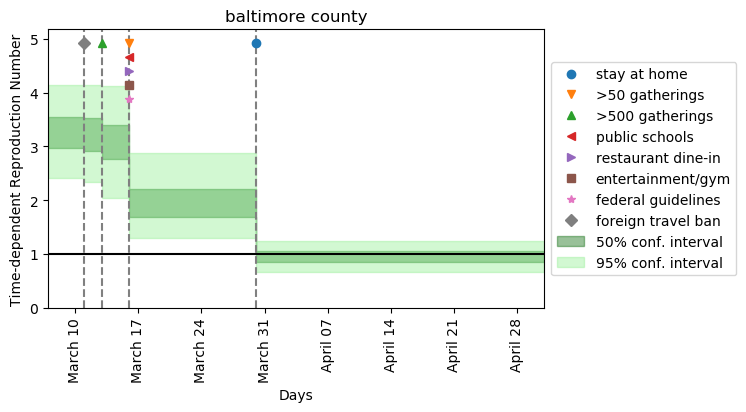 baltimore county
Time-dependent Reproduction Number
5
4
3
2
1
0
March 10
March 17
March 24
March 31
April 07
April 14
April 21
April 28
Days
stay at home
>50 gatherings
>500 gatherings
public schools
restaurant dine-in
entertainment/gym
federal guidelines
foreign travel ban
50% conf. interval
95% conf. interval